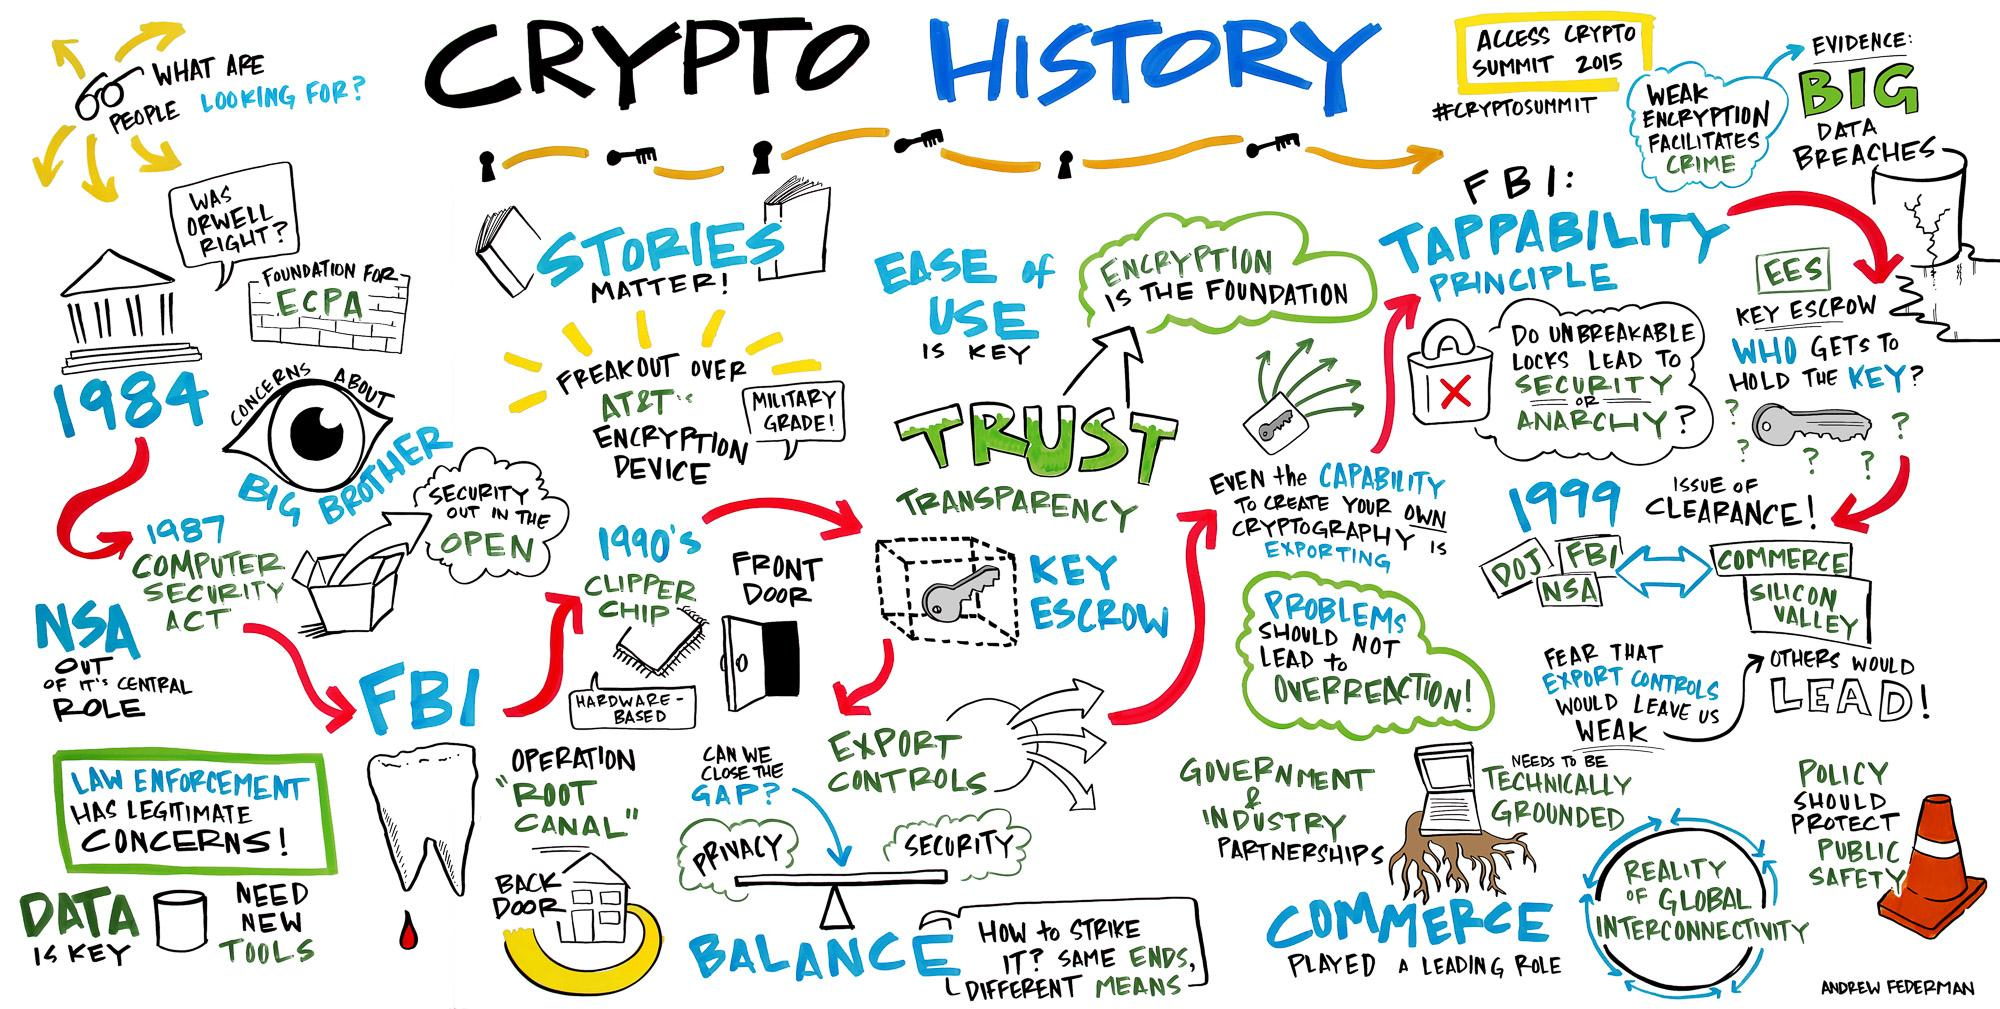 CRYPTO HISTORY
WHAT ARE
PEOPLE LOOKING FOR?
ACCESS CRYPTO
SUMMIT 2015
#CRYPTOSUMMIT
WEAK
ENCRYPTION
FACILITATES
CRIME
EVIDENCE:
BIG
DATA
BREACHES
WAS
ORWELL
RIGHT?
FOUNDATION FOR
ECPA
1984
CONCERNS ABOUT
BIG BROTHER
1987
COMPUTER
SECURITY
ACT
SECURITY
OUT IN THE
OPEN
NSA
OUT
OF IT'S CENTRAL
ROLE
LAW ENFORCEMENT
HAS LEGITIMATE
CONCERNS!
DATA
IS KEY
NEED
NEW
TOOLS
FBI
OPERATION
"ROOT
CANAL"
BACK
DOOR
STORIES
MATTER!
FREAKOUT OVER
AT&T'S
ENCRYPTION
DEVICE
MILITARY
GRADE!
1990's
CLIPPER
CHIP
HARDWARE-
BASED
FRONT
DOOR
EASE of
USE
IS KEY
ENCRYPTION
IS THE FOUNDATION
TRUST
TRANSPARENCY
KEY
ESCROW
EXPORT
CONTROLS
CAN WE
CLOSE THE
GAP?
PRIVACY
SECURITY
BALANCE
HOW to STRIKE
IT? SAME ENDS,
DIFFERENT MEANS
EVEN the CAPABILITY
TO CREATE YOUR OWN
CRYPTOGRAPHY IS
EXPORTING
PROBLEMS
SHOULD NOT
LEAD to
OVERREACTION!
FBI:
TAPPABILITY
PRINCIPLE
DO UNBREAKABLE
LOCKS LEAD TO
SECURITY
OR
ANARCHY?
EES
KEY ESCROW
WHO GETS TO
HOLD THE KEY?
? ? ? ? ?
1999
ISSUE OF
CLEARANCE!
DOJ
FBI
NSA
COMMERCE
SILICON
VALLEY
FEAR THAT
EXPORT CONTROLS
WOULD LEAVE US
WEAK
OTHERS WOULD
LEAD!
GOVERNMENT
&
INDUSTRY
PARTNERSHIPS
NEEDS TO BE
TECHNICALLY
GROUNDED
COMMERCE
PLAYED A LEADING ROLE
REALITY
OF GLOBAL
INTERCONNECTIVITY
POLICY
SHOULD
PROTECT
PUBLIC
SAFETY
ANDREW FEDERMAN